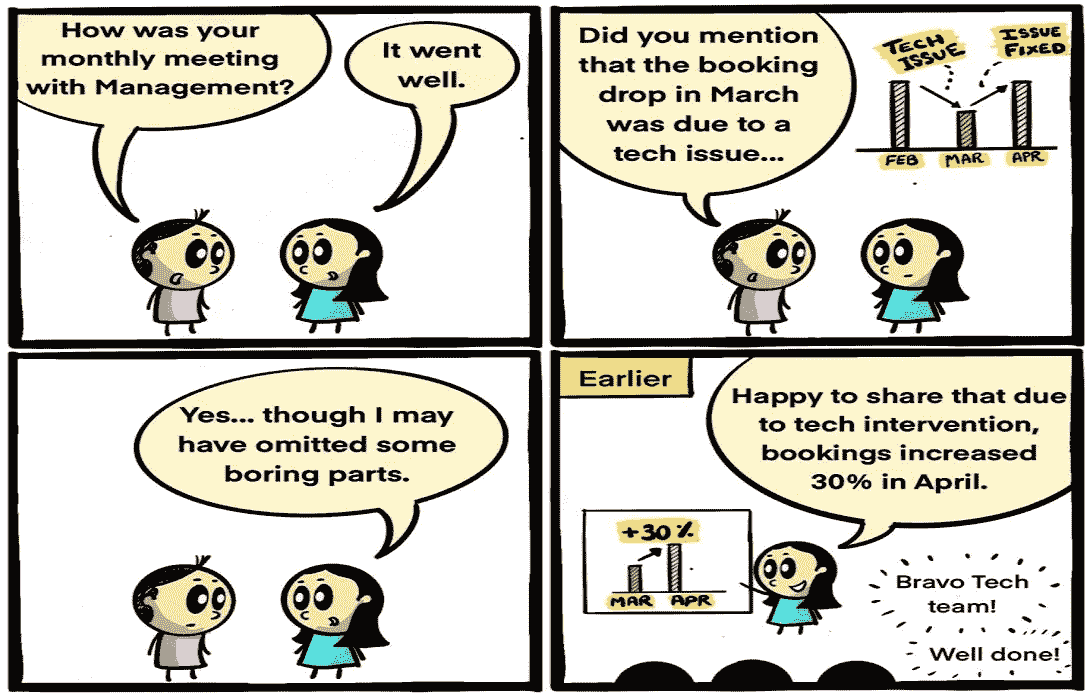 How was your
monthly meeting
with Management?
It went
well.
Did you mention
that the booking
drop in March
was due to a
tech issue...
TECH
ISSUE
ISSUE
FIXED
FEB MAR APR
Yes... though I may
have omitted some
boring parts.
Earlier
Happy to share that due
to tech intervention,
bookings increased
30% in April.
+30%
MAR APR
Bravo Tech
team!
Well done!